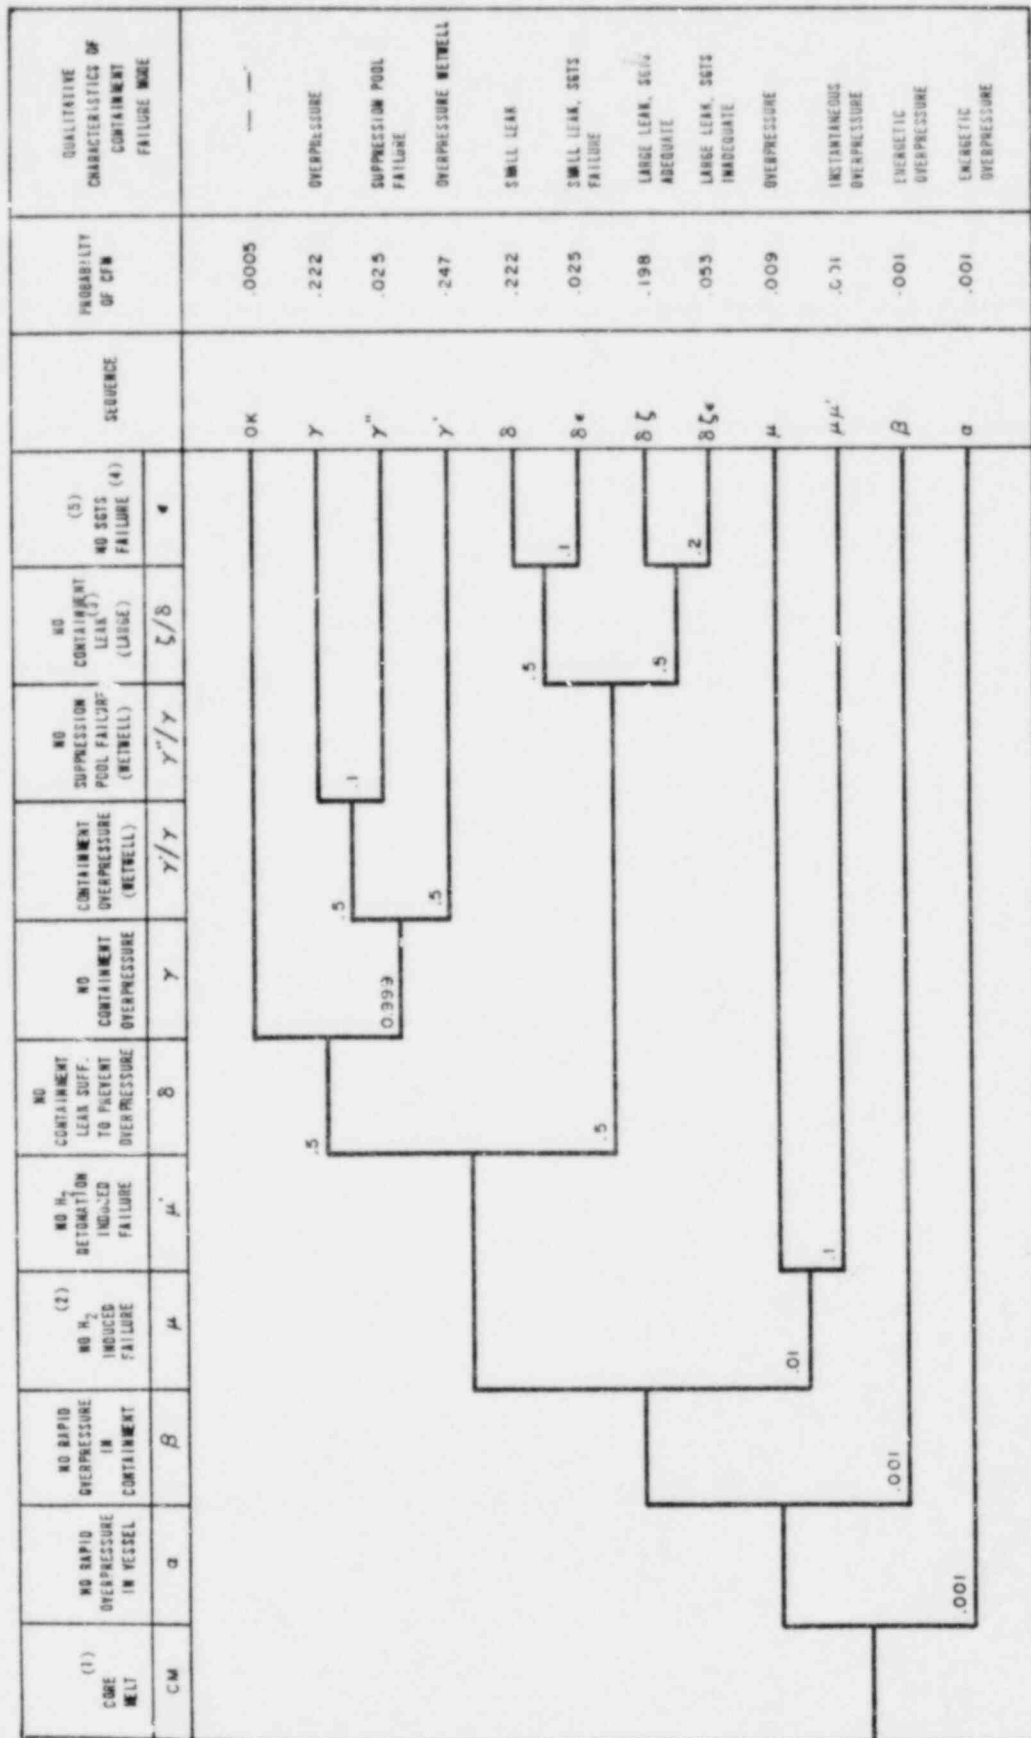 (1)
CORE
MELT
CM
NO RAPID
OVERPRESSURE
IN VESSEL
α
NO RAPID
OVERPRESSURE
IN
CONTAINMENT
β
(2)
NO H2
INDUCED
FAILURE
μ
NO H2
DETONATION
INDUCED
FAILURE
μ'
NO
CONTAINMENT
LEAK SUFF.
TO PREVENT
OVERPRESSURE
δ
NO
CONTAINMENT
OVERPRESSURE
γ
NO
CONTAINMENT
OVERPRESSURE
(WETWELL)
γ'/γ
NO
SUPPRESSION
POOL FAILURE
(WETWELL)
γ"/γ
NO
CONTAINMENT
LEAK(3)
(LARGE)
ζ/δ
(5)
NO SGTS
FAILURE (4)
ϵ
SEQUENCE
PROBABILTY
OF CFM
QUALITATIVE
CHARACTERISTICS OF
CONTAINMENT
FAILURE MODE
OK
.0005
— —
γ
.222
OVERPRESSURE
γ"
.025
SUPPRESSION POOL
FAILURE
γ'
.247
OVERPRESSURE WETWELL
δ
.222
SMALL LEAK
δϵ
.025
SMALL LEAK, SGTS
FAILURE
δζ
.198
LARGE LEAK, SGTS
ADEQUATE
δζϵ
.053
LARGE LEAK, SGTS
INADEQUATE
μ
.009
OVERPRESSURE
μμ'
INSTANTANEOUS
OVERPRESSURE
β
.001
ENERGETIC
OVERPRESSURE
α
.001
ENERGETIC
OVERPRESSURE
.5
0.999
.5
.1
.5
.5
.5
.1
.5
.2
.01
.1
.001
.001